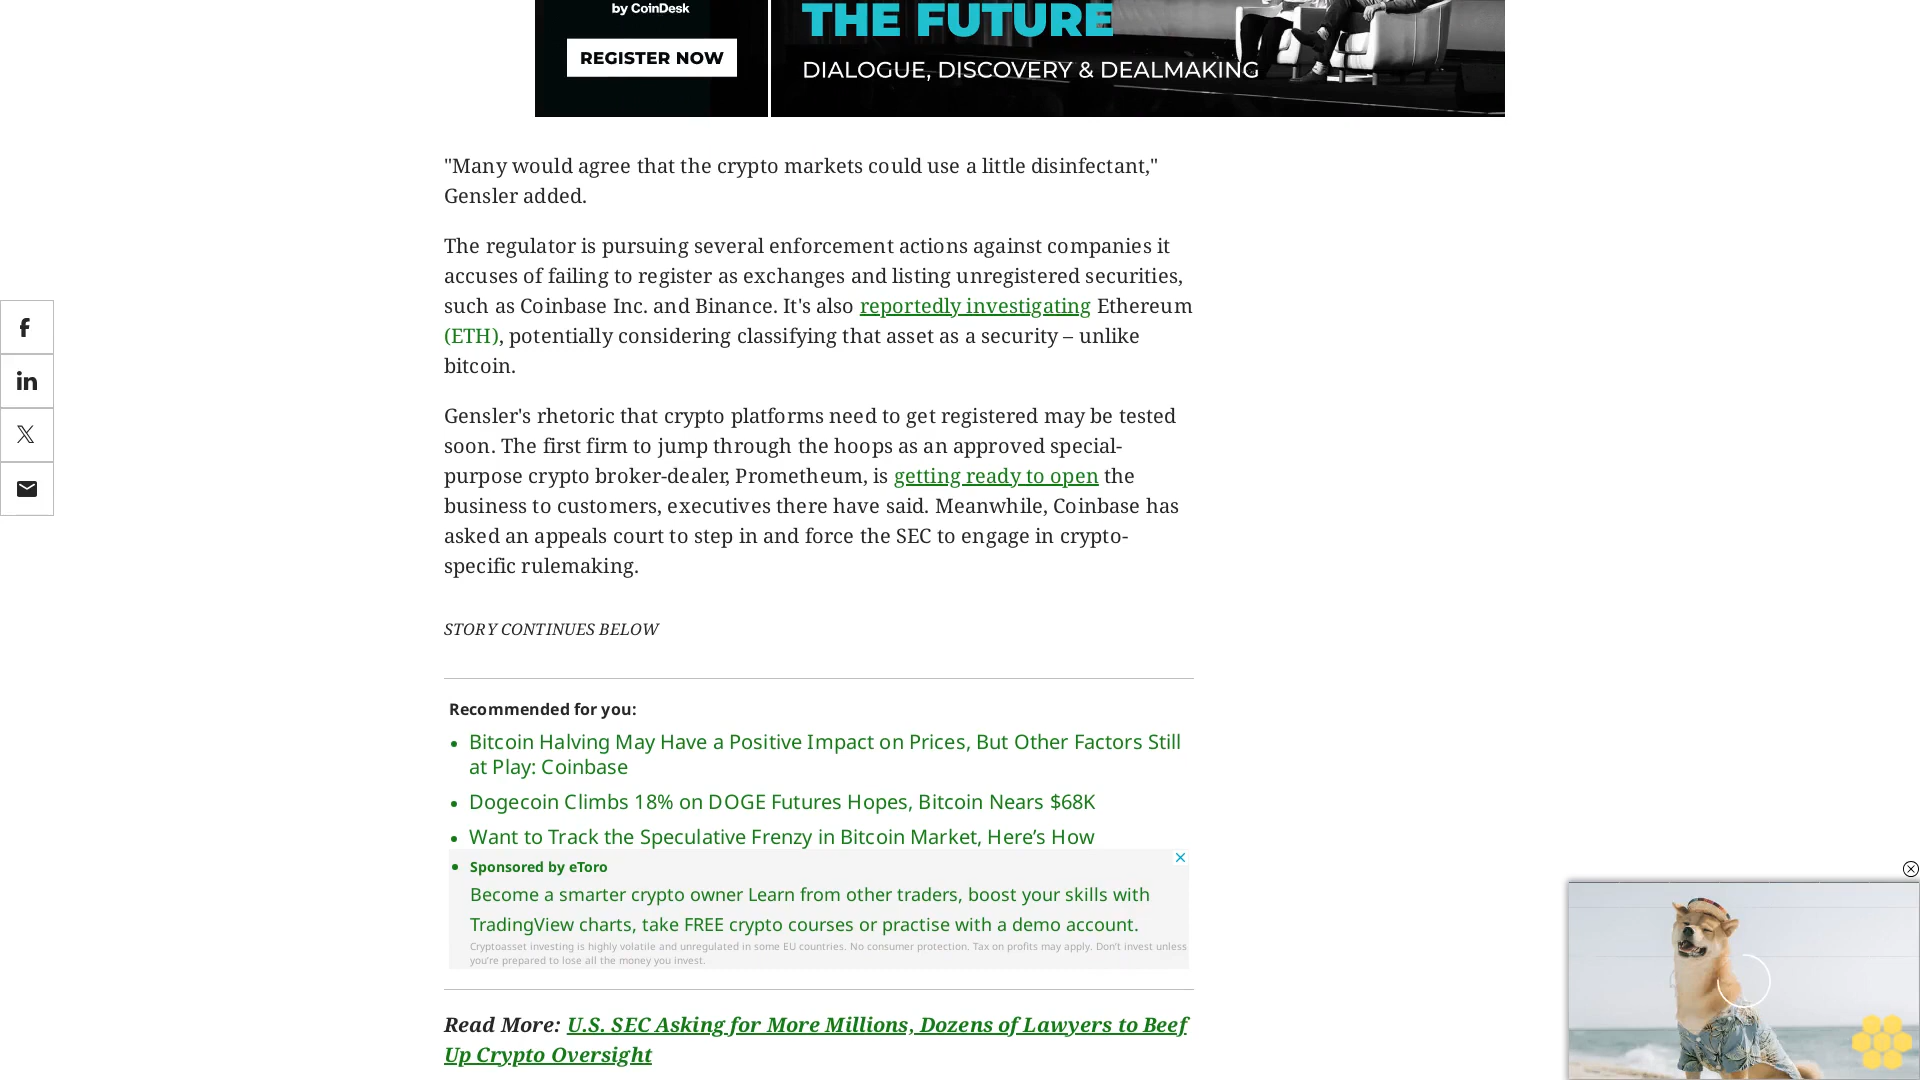 by CoinDesk
REGISTER NOW
THE FUTURE
DIALOGUE, DISCOVERY & DEALMAKING
"Many would agree that the crypto markets could use a little disinfectant,"
Gensler added.
The regulator is pursuing several enforcement actions against companies it
accuses of failing to register as exchanges and listing unregistered securities,
such as Coinbase Inc. and Binance. It's also reportedly investigating Ethereum
(ETH), potentially considering classifying that asset as a security – unlike
bitcoin.
Gensler's rhetoric that crypto platforms need to get registered may be tested
soon. The first firm to jump through the hoops as an approved special-
purpose crypto broker-dealer, Prometheum, is getting ready to open the
business to customers, executives there have said. Meanwhile, Coinbase has
asked an appeals court to step in and force the SEC to engage in crypto-
specific rulemaking.
STORY CONTINUES BELOW
Recommended for you:
• Bitcoin Halving May Have a Positive Impact on Prices, But Other Factors Still
at Play: Coinbase
• Dogecoin Climbs 18% on DOGE Futures Hopes, Bitcoin Nears $68K
• Want to Track the Speculative Frenzy in Bitcoin Market, Here’s How
• Sponsored by eToro
Become a smarter crypto owner Learn from other traders, boost your skills with
TradingView charts, take FREE crypto courses or practise with a demo account.
Cryptoasset investing is highly volatile and unregulated in some EU countries. No consumer protection. Tax on profits may apply. Don't invest unless
you're prepared to lose all the money you invest.
Read More: U.S. SEC Asking for More Millions, Dozens of Lawyers to Beef
Up Crypto Oversight